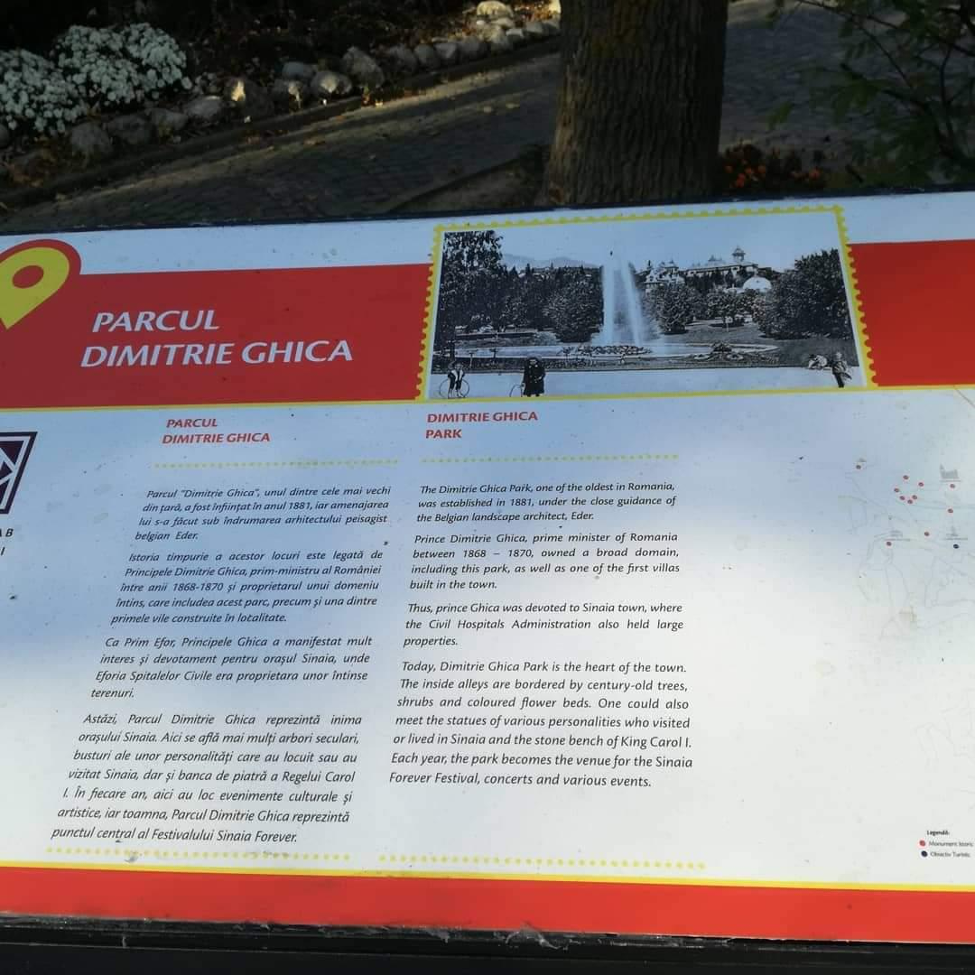 PARCUL
DIMITRIE GHICA
PARCUL
DIMITRIE GHICA
Parcul "Dimitrie Ghica", unul dintre cele mai vechi
din țară, a fost înființat în anul 1881, iar amenajarea
lui s-a făcut sub îndrumarea arhitectului peisagist
belgian Eder.
Istoria timpurie a acestor locuri este legată de
Principele Dimitrie Ghica, prim-ministru al României
între anii 1868-1870 și proprietarul unui domeniu
întins, care includea acest parc, precum și una dintre
primele vile construite în localitate.
Ca Prim Efor, Principele Ghica a manifestat mult
interes și devotament pentru orașul Sinaia, unde
Eforia Spitalelor Civile era proprietara unor întinse
terenuri.
Astăzi, Parcul Dimitrie Ghica reprezintă inima
orașului Sinaia. Aici se află mai mulți arbori seculari,
busturi ale unor personalități care au locuit sau au
vizitat Sinaia, dar și banca de piatră a Regelui Carol
I. În fiecare an, aici au loc evenimente culturale și
artistice, iar toamna, Parcul Dimitrie Ghica reprezintă
punctul central al Festivalului Sinaia Forever.
DIMITRIE GHICA
PARK
The Dimitrie Ghica Park, one of the oldest in Romania,
was established in 1881, under the close guidance of
the Belgian landscape architect, Eder.
Prince Dimitrie Ghica, prime minister of Romania
between 1868 – 1870, owned a broad domain,
including this park, as well as one of the first villas
built in the town.
Thus, prince Ghica was devoted to Sinaia town, where
the Civil Hospitals Administration also held large
properties.
Today, Dimitrie Ghica Park is the heart of the town.
The inside alleys are bordered by century-old trees,
shrubs and coloured flower beds. One could also
meet the statues of various personalities who visited
or lived in Sinaia and the stone bench of King Carol I.
Each year, the park becomes the venue for the Sinaia
Forever Festival, concerts and various events.
Legendă:
Monument Istoric
Obiectiv Turistic